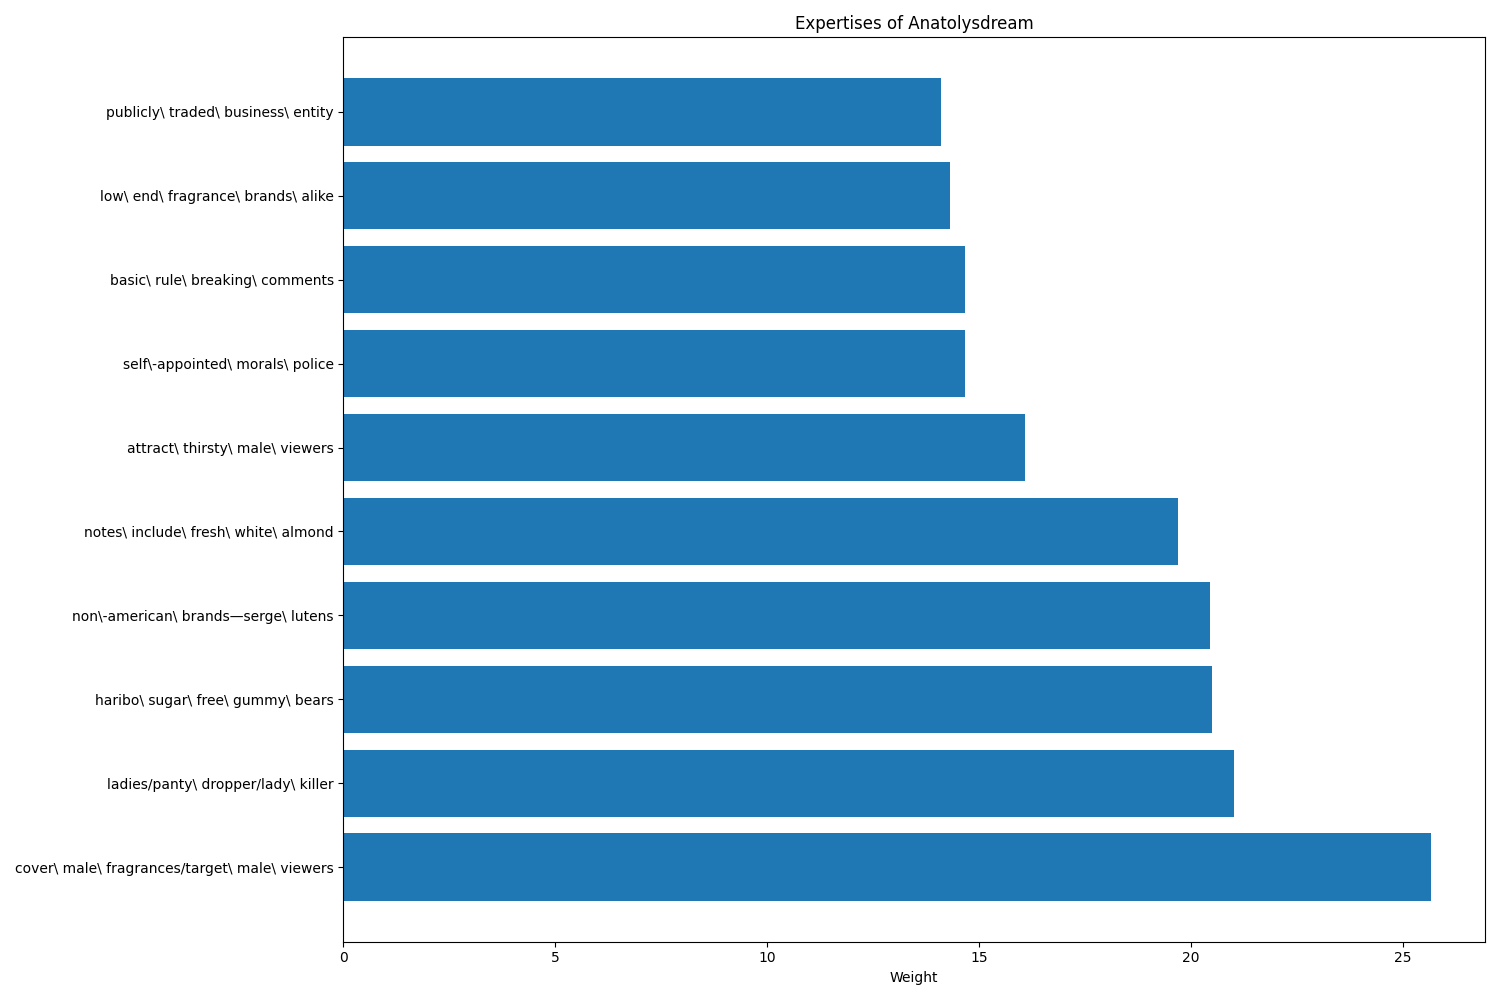 Expertises of Anatolysdream
publicly\ traded\ business\ entity
low\ end\ fragrance\ brands\ alike
basic\ rule\ breaking\ comments
self\-appointed\ morals\ police
attract\ thirsty\ male\ viewers
notes\ include\ fresh\ white\ almond
non\-american\ brands—serge\ lutens
haribo\ sugar\ free\ gummy\ bears
ladies/panty\ dropper/lady\ killer
cover\ male\ fragrances/target\ male\ viewers
0 5 10 15 20 25
Weight